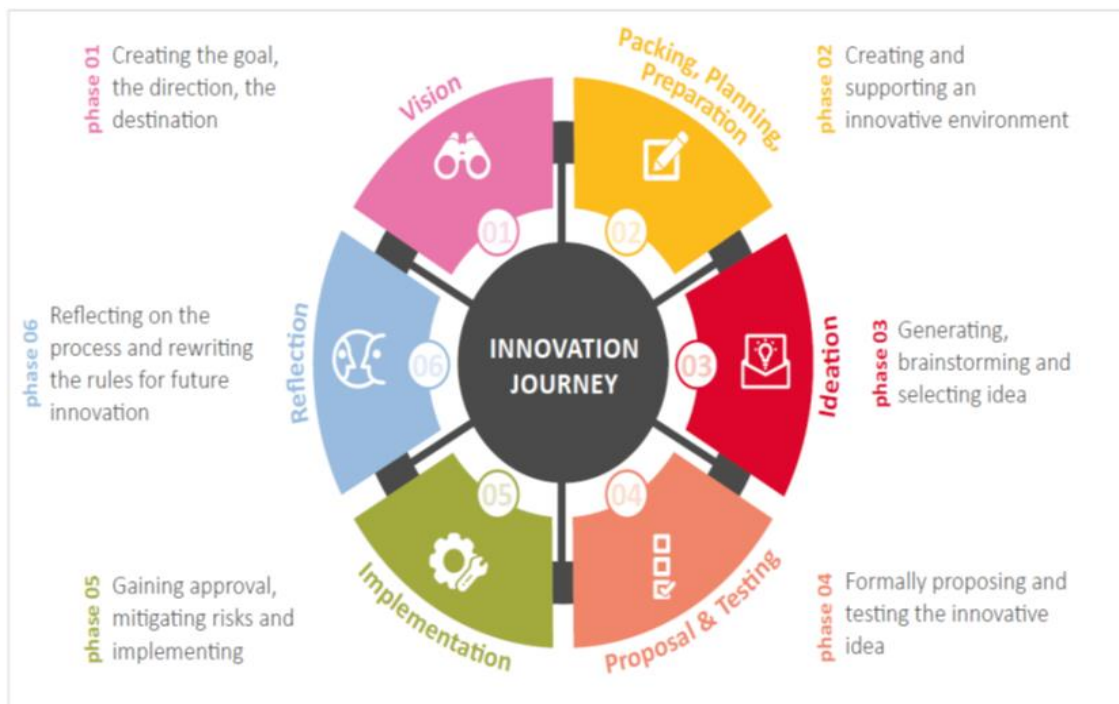 phase 01
Creating the goal,
the direction, the
destination
Vision
01
Packing, Planning,
Preparation
02
phase 02
Creating and
supporting an
innovative environment
Ideation
03
phase 03
Generating,
brainstorming and
selecting idea
INNOVATION
JOURNEY
Proposal & Testing
04
phase 04
Formally proposing and
testing the innovative
idea
Implementation
05
phase 05
Gaining approval,
mitigating risks and
implementing
Reflection
06
phase 06
Reflecting on the
process and rewriting
the rules for future
innovation